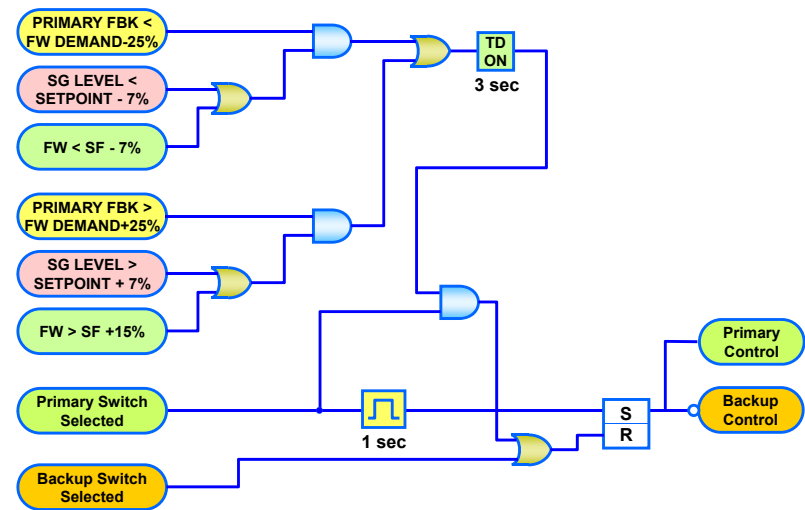 PRIMARY FBK <
FW DEMAND-25%
TD
ON
3 sec
SG LEVEL <
SETPOINT - 7%
FW < SF - 7%
PRIMARY FBK >
FW DEMAND+25%
SG LEVEL >
SETPOINT + 7%
FW > SF +15%
Primary
Control
Primary Switch
Selected
1 sec
S
R
Backup
Control
Backup Switch
Selected